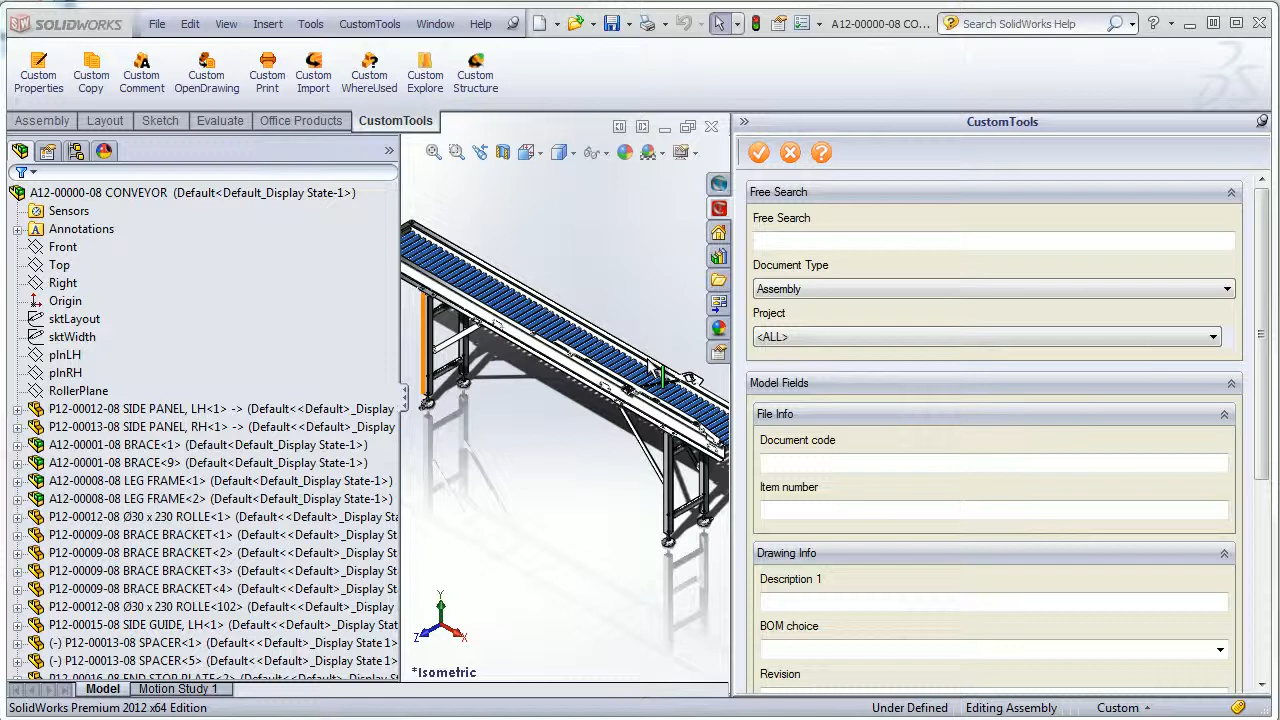 SOLIDWORKS File Edit View Insert Tools CustomTools Window Help A12-00000-08 CO... Search SolidWorks Help
Custom Properties
Custom Copy
Custom Comment
Custom OpenDrawing
Custom Print
Custom Import
Custom WhereUsed
Custom Explore
Custom Structure
Assembly Layout Sketch Evaluate Office Products CustomTools
A12-00000-08 CONVEYOR (Default<Default_Display State-1>)
Sensors
Annotations
Front
Top
Right
Origin
sktLayout
sktWidth
plnLH
plnRH
RollerPlane
P12-00012-08 SIDE PANEL, LH<1> -> (Default<<Default>_Display
P12-00013-08 SIDE PANEL, RH<1> -> (Default<<Default>_Display
A12-00001-08 BRACE<1> (Default<Default_Display State-1>)
A12-00001-08 BRACE<9> (Default<Default_Display State-1>)
A12-00008-08 LEG FRAME<1> (Default<Default_Display State-1>)
A12-00008-08 LEG FRAME<2> (Default<Default_Display State-1>)
P12-00012-08 Ø30 x 230 ROLLE<1> (Default<<Default>_Display Sta
P12-00009-08 BRACE BRACKET<1> (Default<<Default>_Display St
P12-00009-08 BRACE BRACKET<2> (Default<<Default>_Display St
P12-00009-08 BRACE BRACKET<3> (Default<<Default>_Display St
P12-00009-08 BRACE BRACKET<4> (Default<<Default>_Display St
P12-00012-08 Ø30 x 230 ROLLE<102> (Default<<Default>_Display
P12-00015-08 SIDE GUIDE, LH<1> (Default<<Default>_Display Sta
(-) P12-00013-08 SPACER<1> (Default<<Default>_Display State 1>
(-) P12-00013-08 SPACER<5> (Default<<Default>_Display State 1>
P12-00016-08 END STOP PLATE<2> (Default<<Default>_Display
Y
Z
X
*Isometric
CustomTools
Free Search
Free Search
Document Type
Assembly
Project
<ALL>
Model Fields
File Info
Document code
Item number
Drawing Info
Description 1
BOM choice
Revision
Model Motion Study 1
SolidWorks Premium 2012 x64 Edition Under Defined Editing Assembly Custom